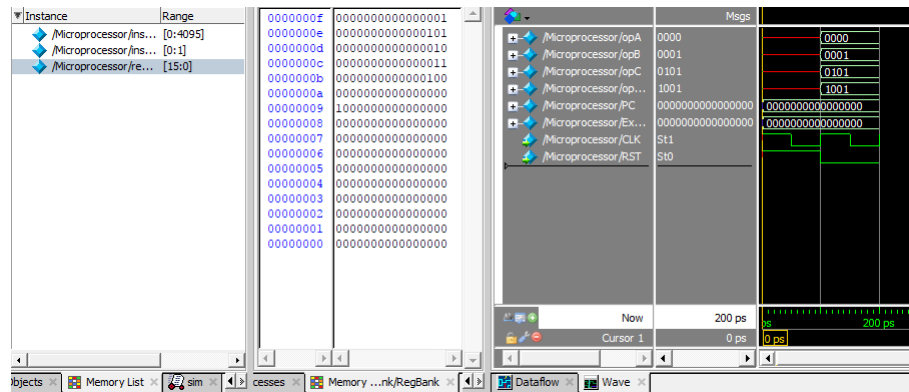 Instance Range
/Microprocessor/ins... [0:4095]
/Microprocessor/ins... [0:1]
/Microprocessor/re... [15:0]
0000000f 0000000000000001
0000000e 0000000000000101
0000000d 0000000000000010
0000000c 0000000000000011
0000000b 0000000000000100
0000000a 0000000000000000
00000009 1000000000000000
00000008 0000000000000000
00000007 0000000000000000
00000006 0000000000000000
00000005 0000000000000000
00000004 0000000000000000
00000003 0000000000000000
00000002 0000000000000000
00000001 0000000000000000
00000000 0000000000000000
Msgs
/Microprocessor/opA 0000 0000
/Microprocessor/opB 0001 0001
/Microprocessor/opC 0101 0101
/Microprocessor/op... 1001 1001
/Microprocessor/PC 0000000000000000 0000000000000000
/Microprocessor/Ex... 0000000000000000 0000000000000000
/Microprocessor/CLK St1
/Microprocessor/RST St0
Now 200 ps ps 200 ps
Cursor 1 0 ps 0 ps
bjects Memory List sim cesses Memory ...nk/RegBank Dataflow Wave